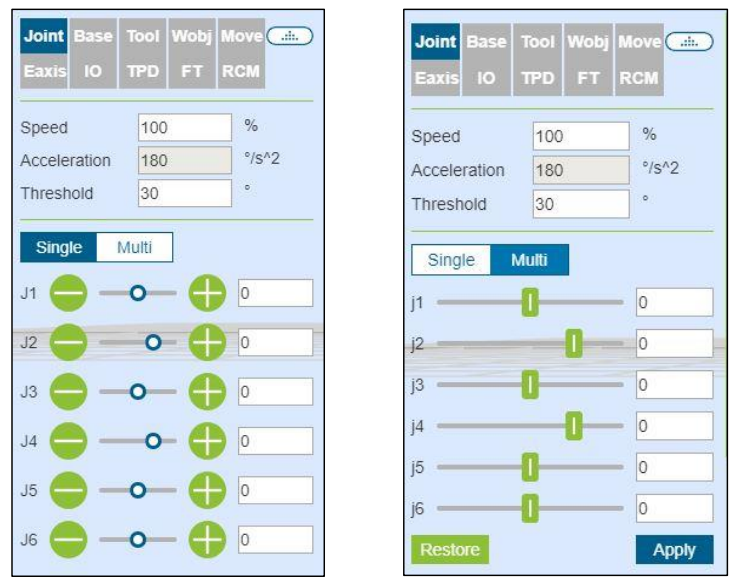 Joint Base Tool Wobj Move
Eaxis IO TPD FT RCM
Speed 100 %
Acceleration 180 °/s^2
Threshold 30 °
Single Multi
J1 0
J2 0
J3 0
J4 0
J5 0
J6 0
Joint Base Tool Wobj Move
Eaxis IO TPD FT RCM
Speed 100 %
Acceleration 180 °/s^2
Threshold 30 °
Single Multi
j1 0
j2 0
j3 0
j4 0
j5 0
j6 0
Restore Apply